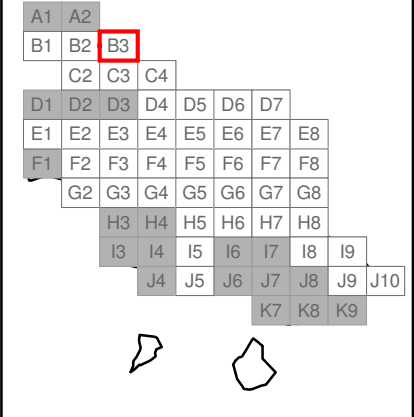 A1 A2
B1 B2 B3
C2 C3 C4
D1 D2 D3 D4 D5 D6 D7
E1 E2 E3 E4 E5 E6 E7 E8
F1 F2 F3 F4 F5 F6 F7 F8
G2 G3 G4 G5 G6 G7 G8
H3 H4 H5 H6 H7 H8
I3 I4 I5 I6 I7 I8 I9
J4 J5 J6 J7 J8 J9 J10
K7 K8 K9